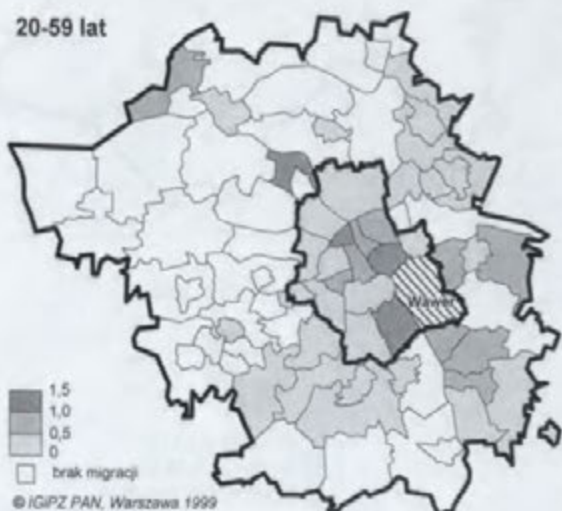 20-59 lat
Wawer
1,5
1,0
0,5
0
brak migracji
© IGiPZ PAN, Warszawa 1999